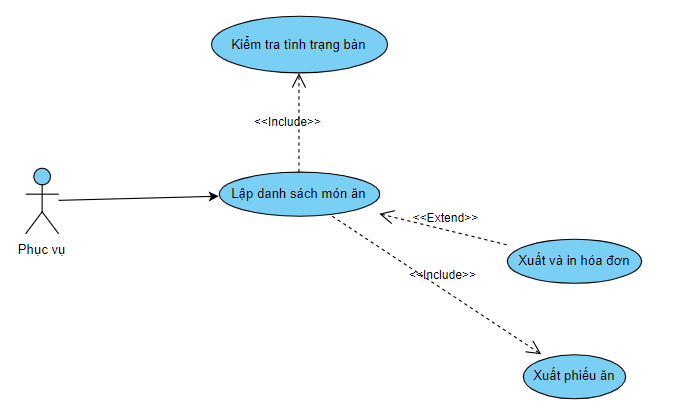 Kiểm tra tình trạng bàn
<<Include>>
Lập danh sách món ăn
<<Extend>>
Phục vụ
Xuất và in hóa đơn
<<Include>>
Xuất phiếu ăn